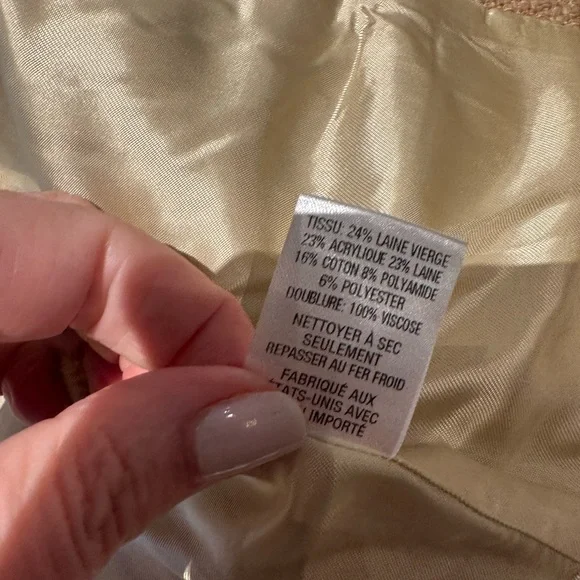 TISSU: 24% LAINE VIERGE
23% ACRYLIQUE 23% LAINE
16% COTON 8% POLYAMIDE
6% POLYESTER
DOUBLURE: 100% VISCOSE
NETTOYER À SEC
SEULEMENT
REPASSER AU FER FROID
FABRIQUÉ AUX
ÉTATS-UNIS AVEC
IMPORTÉ